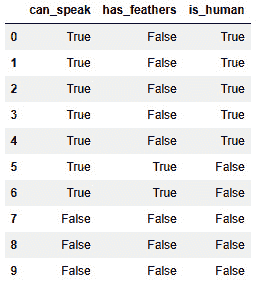 can_speak has_feathers is_human
0 True False True
1 True False True
2 True False True
3 True False True
4 True False True
5 True True False
6 True True False
7 False False False
8 False False False
9 False False False